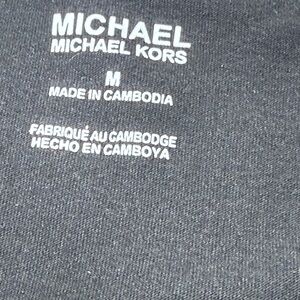 MICHAEL
MICHAEL KORS
M
MADE IN CAMBODIA
FABRIQUÉ AU CAMBODGE
HECHO EN CAMBOYA